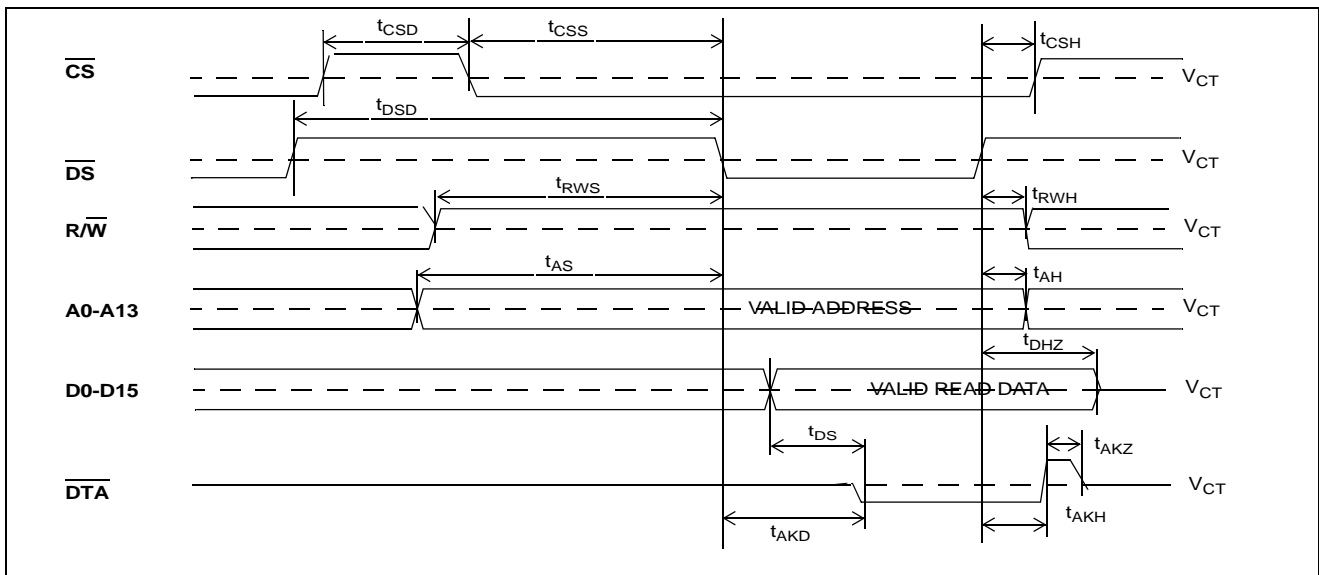 tCSD
tCSS
tCSH
CS
VCT
tDSD
DS
VCT
tRWS
tRWH
R/W
VCT
tAS
tAH
A0-A13
VALID ADDRESS
VCT
tDHZ
D0-D15
VALID READ DATA
VCT
tDS
tAKZ
DTA
VCT
tAKD
tAKH